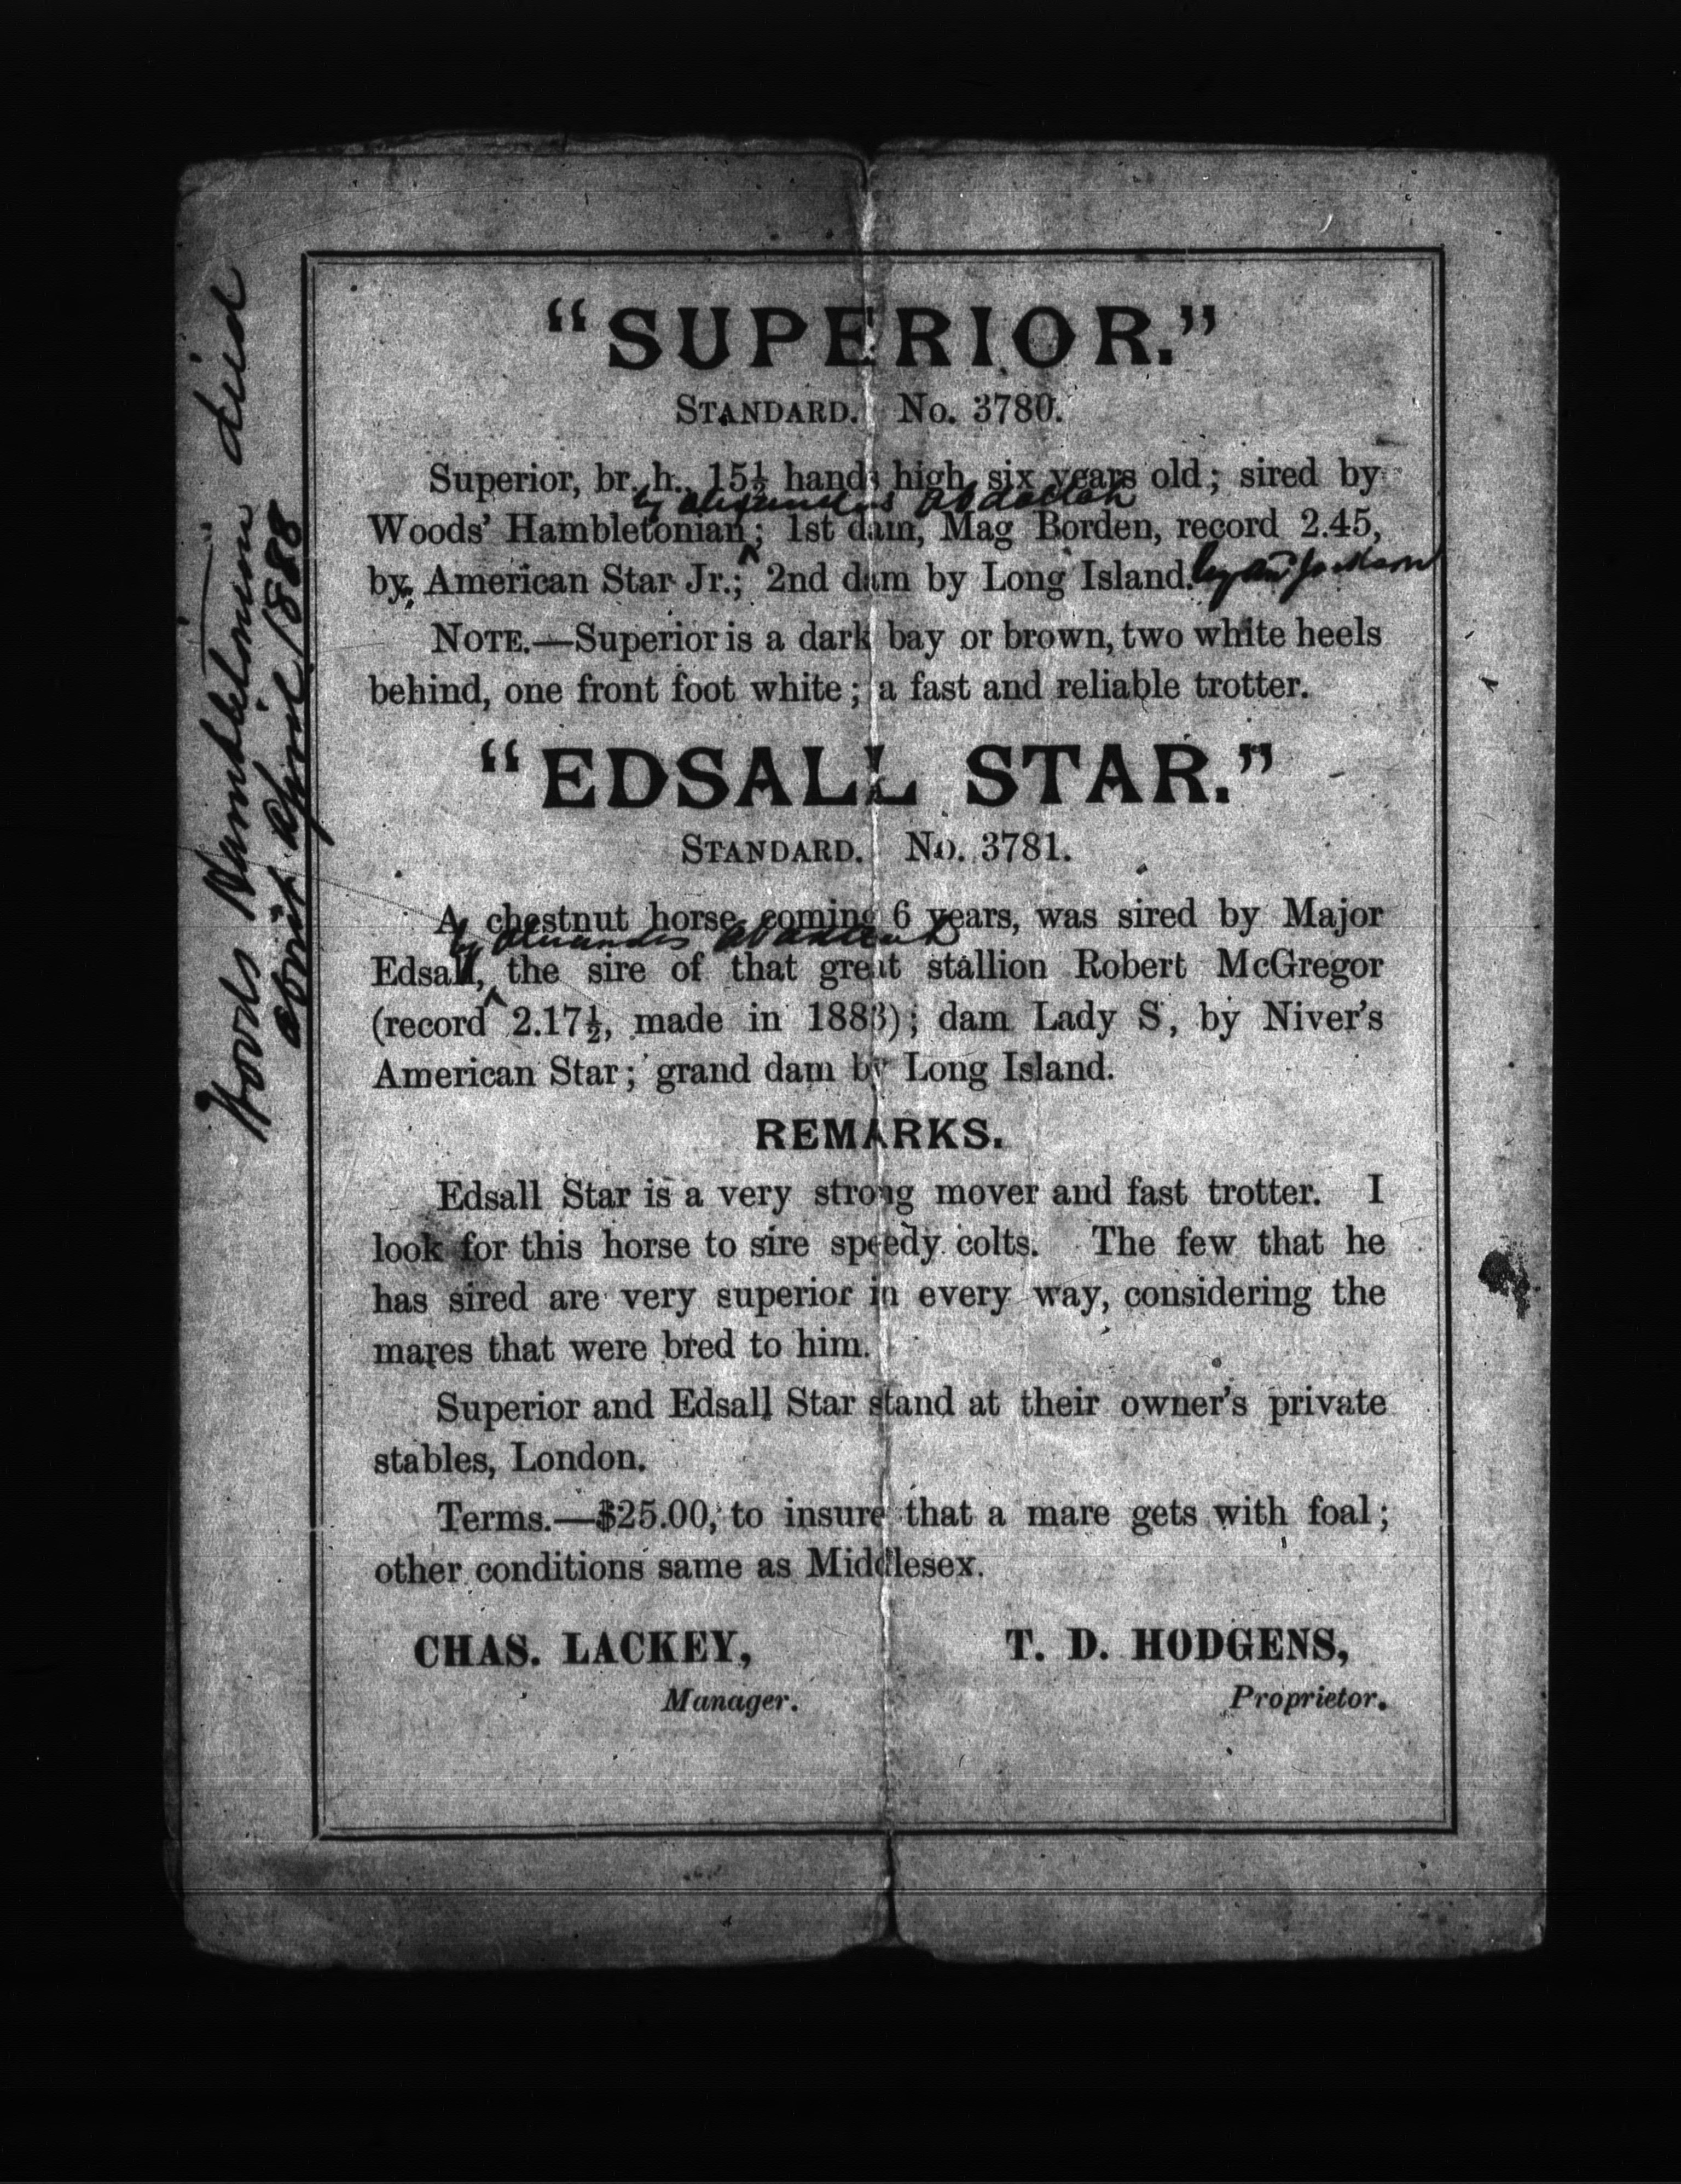 "SUPERIOR."
STANDARD. No. 3780.
Superior, br. h., 15½ hands high, six years old; sired by
by Alexanders Abdallah
Woods' Hambletonian; 1st dam, Mag Borden, record 2.45,
by American Star Jr.; 2nd dam by Long Island. by Jackson
NOTE.—Superior is a dark bay or brown, two white heels
behind, one front foot white; a fast and reliable trotter.
"EDSALL STAR."
STANDARD. No. 3781.
A chestnut horse, coming 6 years, was sired by Major
by Alexanders Abdallah
Edsall, the sire of that great stallion Robert McGregor
(record 2.17½, made in 1883); dam Lady S, by Niver's
American Star; grand dam by Long Island.
REMARKS.
Edsall Star is a very strong mover and fast trotter. I
look for this horse to sire speedy colts. The few that he
has sired are very superior in every way, considering the
mares that were bred to him.
Superior and Edsall Star stand at their owner's private
stables, London.
Terms.—$25.00, to insure that a mare gets with foal;
other conditions same as Middlesex.
CHAS. LACKEY, T. D. HODGENS,
Manager. Proprietor.
Woods Hambletonian died
about April 1888